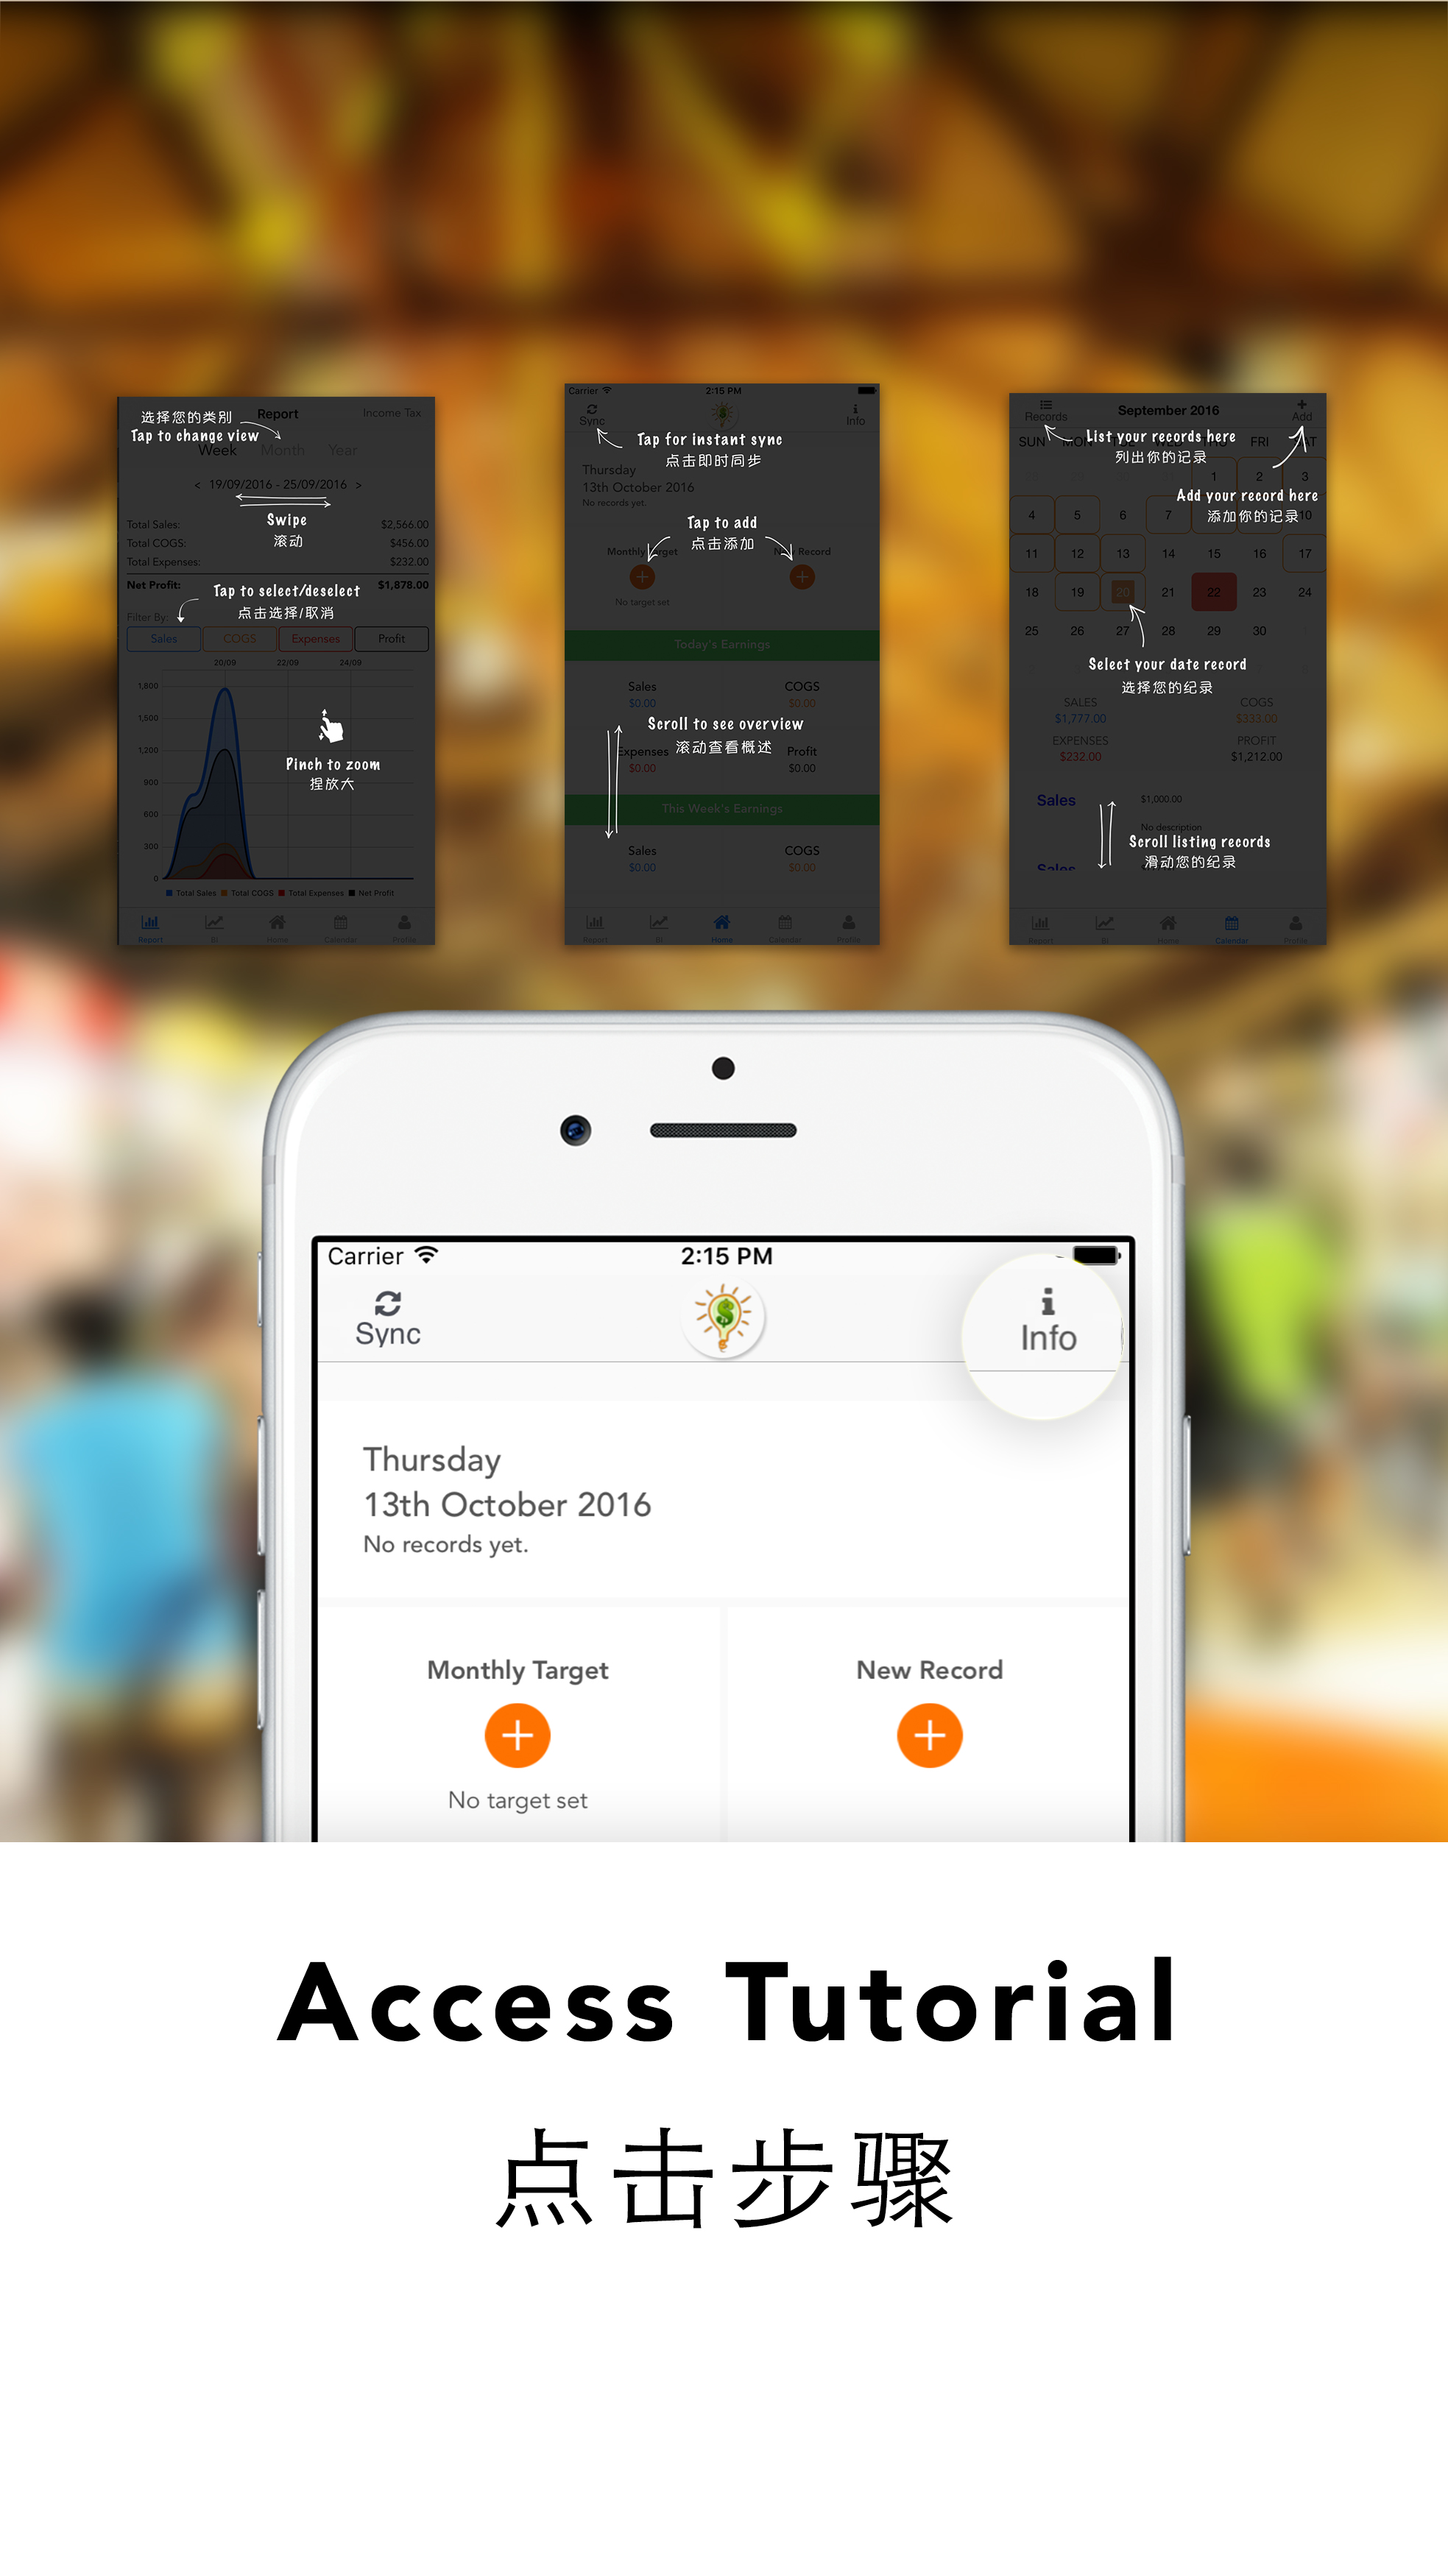 选择您的类别
Report
Income Tax
Tap to change view
Week
Month
Year
< 19/09/2016 - 25/09/2016 >
Swipe
滚动
Total Sales:
$2,566.00
Total COGS:
$456.00
Total Expenses:
$232.00
Net Profit:
$1,878.00
Tap to select/deselect
点击选择/取消
Filter By:
Sales
COGS
Expenses
Profit
20/09
22/09
24/09
1,800
1,500
1,200
900
600
300
0
Pinch to zoom
捏放大
Total Sales
Total COGS
Total Expenses
Net Profit
Report
BI
Home
Calendar
Profile
Carrier
2:15 PM
Sync
Info
Tap for instant sync
点击即时同步
Thursday
13th October 2016
No records yet.
Tap to add
点击添加
Monthly Target
New Record
No target set
Today's Earnings
Sales
COGS
$0.00
$0.00
Scroll to see overview
滚动查看概述
Expenses
Profit
$0.00
$0.00
This Week's Earnings
Sales
COGS
$0.00
$0.00
Report
BI
Home
Calendar
Profile
Records
September 2016
Add
List your records here
列出你的记录
SUN
MON
TUE
WED
THU
FRI
SAT
1 2 3
Add your record here
添加你的记录
4 5 6 7 10
11 12 13 14 15 16 17
18 19 20 21 22 23 24
25 26 27 28 29 30
Select your date record
选择您的纪录
SALES
COGS
$1,777.00
$333.00
EXPENSES
PROFIT
$232.00
$1,212.00
Sales
$1,000.00
No description
Scroll listing records
滑动您的纪录
Sales
Report
BI
Home
Calendar
Profile
Carrier
2:15 PM
Sync
Info
Thursday
13th October 2016
No records yet.
Monthly Target
New Record
No target set
Access Tutorial
点击步骤